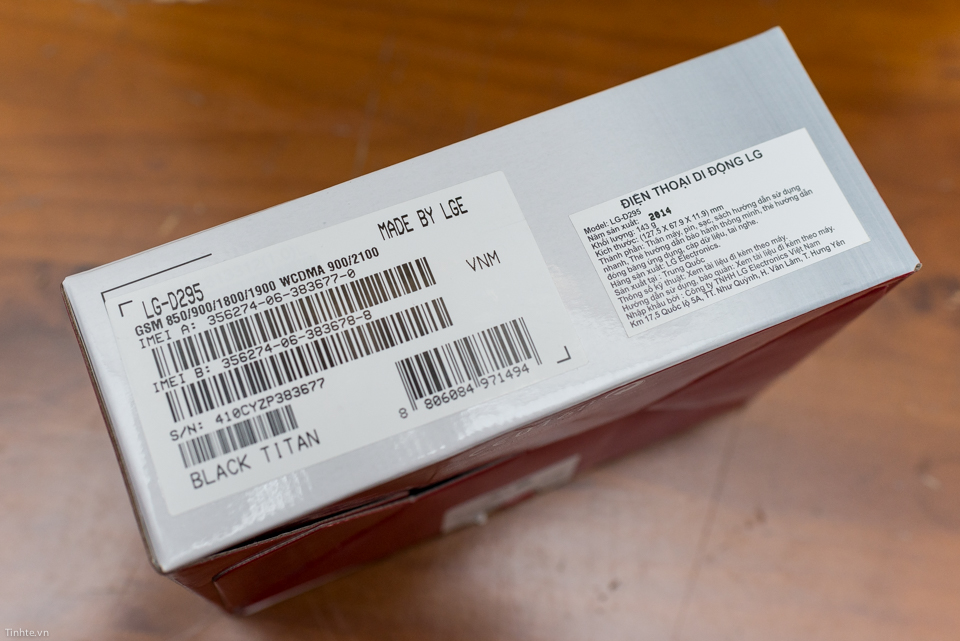 MADE BY LGE
LG-D295
GSM 850/900/1800/1900 WCDMA 900/2100
IMEI A: 356274-06-383677-0
VNM
IMEI B: 356274-06-383678-8
S/N: 410CYZP383677
8 806084 971494
BLACK TITAN
ĐIỆN THOẠI DI ĐỘNG LG
Model: LG-D295
Năm sản xuất: 2014
Khối lượng: 143 g
Kích thước: (127.5 X 67.9 X 11.9) mm
Thành phần: Thân máy, pin, sạc, sách hướng dẫn sử dụng
nhanh, Thẻ hướng dẫn bảo hành thông minh, thẻ hướng dẫn
đóng băng ứng dụng, cáp dữ liệu, tai nghe.
Hãng sản xuất: LG Electronics.
Sản xuất tại: Trung Quốc
Thông số kỹ thuật: Xem tài liệu đi kèm theo máy.
Hướng dẫn sử dụng, bảo quản: Xem tài liệu đi kèm theo máy.
Nhập khẩu bởi: Công ty TNHH LG Electronics Việt Nam
Km 17,5 Quốc lộ 5A, TT. Như Quỳnh, H. Văn Lâm, T. Hưng Yên
Tinhte.vn